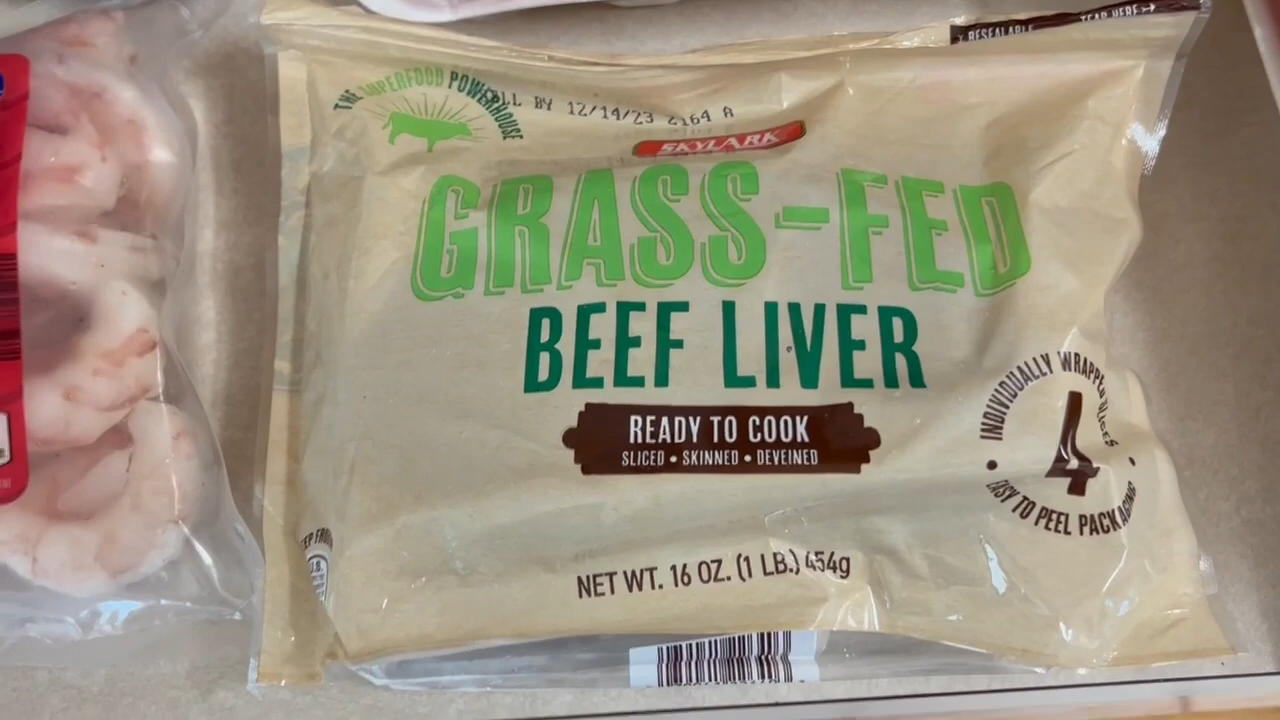 RESEALABLE TEAR HERE
THE SUPERFOOD POWERHOUSE
SELL BY 12/14/23 2164 A
SKYLARK
GRASS-FED
BEEF LIVER
READY TO COOK
SLICED • SKINNED • DEVEINED
INDIVIDUALLY WRAPPED SLICES
4
• EASY TO PEEL PACKAGING •
NET WT. 16 OZ. (1 LB.) 454g